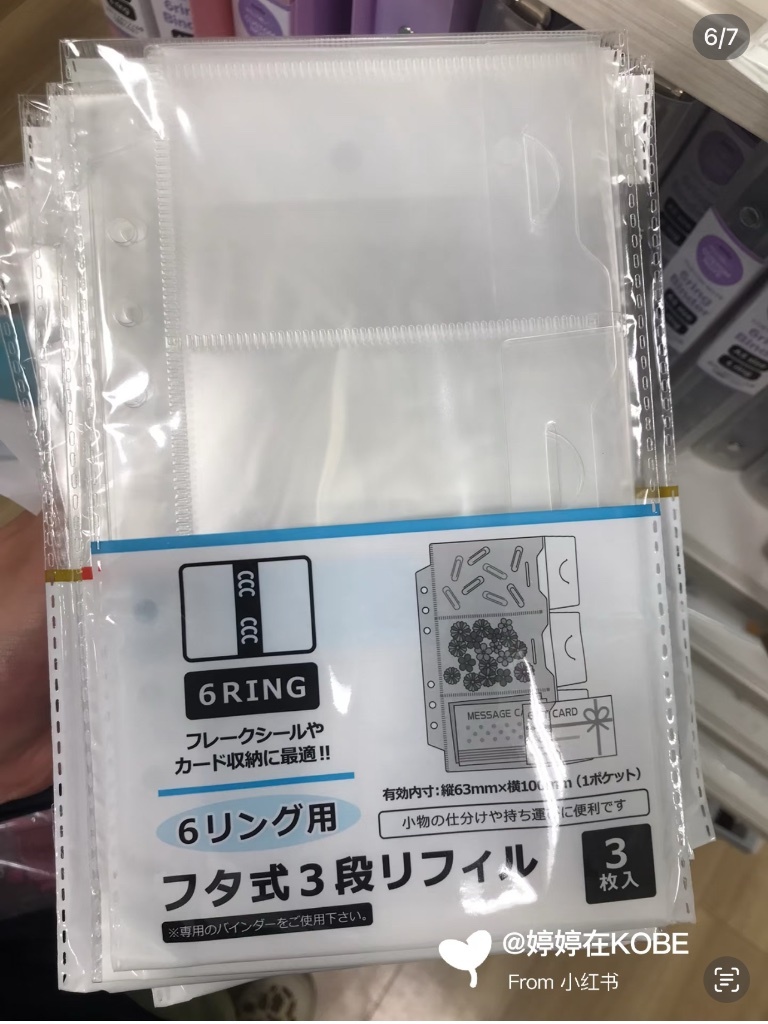 6/7
6ring
Binder
6RING
フレークシールや
カード収納に最適!!
6リング用
フタ式3段リフィル
※専用のバインダーをご使用下さい。
MESSAGE CARD
CARD
有効内寸:縦63mm×横100mm(1ポケット)
小物の仕分けや持ち運びに便利です
3
枚入
@婷婷在KOBE
From 小红书